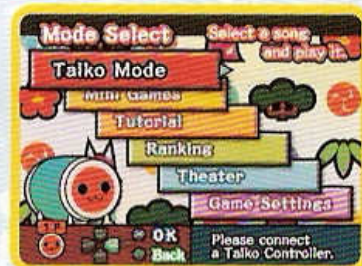 Mode Select
Select a song
and play it.
Taiko Mode
Mini Games
Tutorial
Ranking
Theater
Game Settings
OK
Back
Please connect
a Taiko Controller.